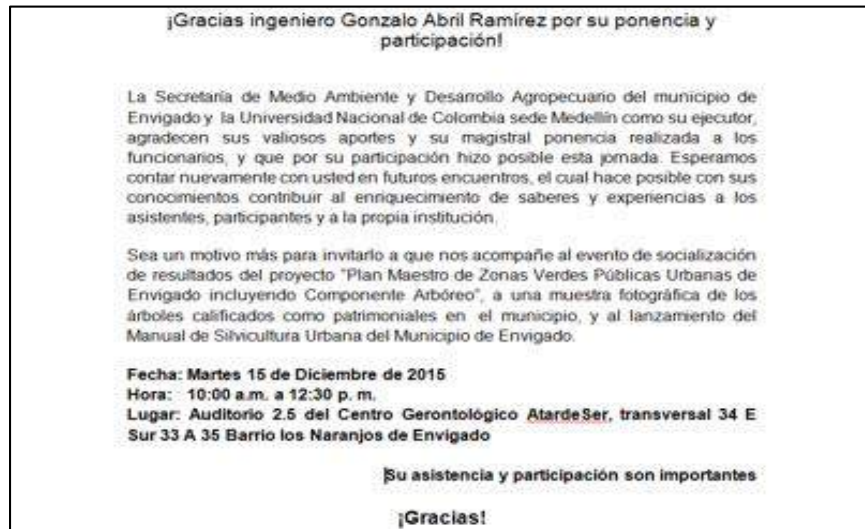 ¡Gracias ingeniero Gonzalo Abril Ramírez por su ponencia y
participación!
La Secretaría de Medio Ambiente y Desarrollo Agropecuario del municipio de
Envigado y la Universidad Nacional de Colombia sede Medellín como su ejecutor,
agradecen sus valiosos aportes y su magistral ponencia realizada a los
funcionarios, y que por su participación hizo posible esta jornada. Esperamos
contar nuevamente con usted en futuros encuentros, el cual hace posible con sus
conocimientos contribuir al enriquecimiento de saberes y experiencias a los
asistentes, participantes y a la propia institución.
Sea un motivo más para invitarlo a que nos acompañe al evento de socialización
de resultados del proyecto "Plan Maestro de Zonas Verdes Públicas Urbanas de
Envigado incluyendo Componente Arbóreo", a una muestra fotográfica de los
árboles calificados como patrimoniales en el municipio, y al lanzamiento del
Manual de Silvicultura Urbana del Municipio de Envigado.
Fecha: Martes 15 de Diciembre de 2015
Hora: 10:00 a.m. a 12:30 p. m.
Lugar: Auditorio 2.5 del Centro Gerontológico AtardeSer, transversal 34 E
Sur 33 A 35 Barrio los Naranjos de Envigado
Su asistencia y participación son importantes
¡Gracias!